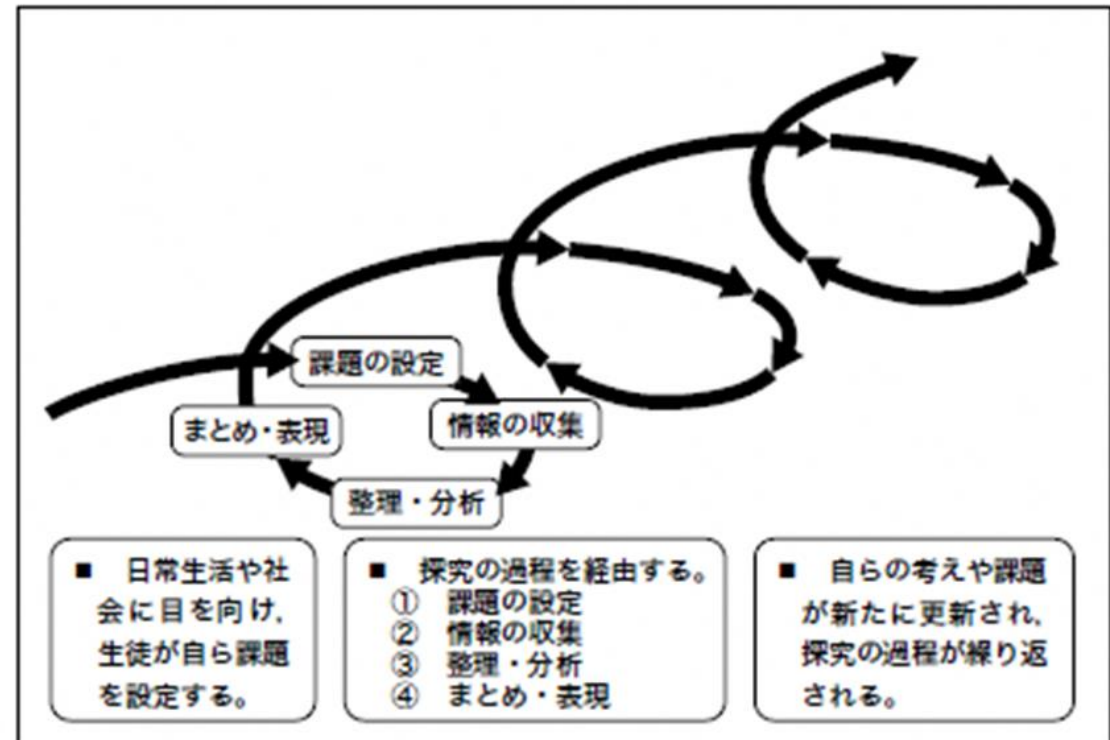 課題の設定
情報の収集
まとめ・表現
整理・分析
■ 日常生活や社
会に目を向け，
生徒が自ら課題
を設定する。
■ 探究の過程を経由する。
① 課題の設定
② 情報の収集
③ 整理・分析
④ まとめ・表現
■ 自らの考えや課題
が新たに更新され，
探究の過程が繰り返
される。